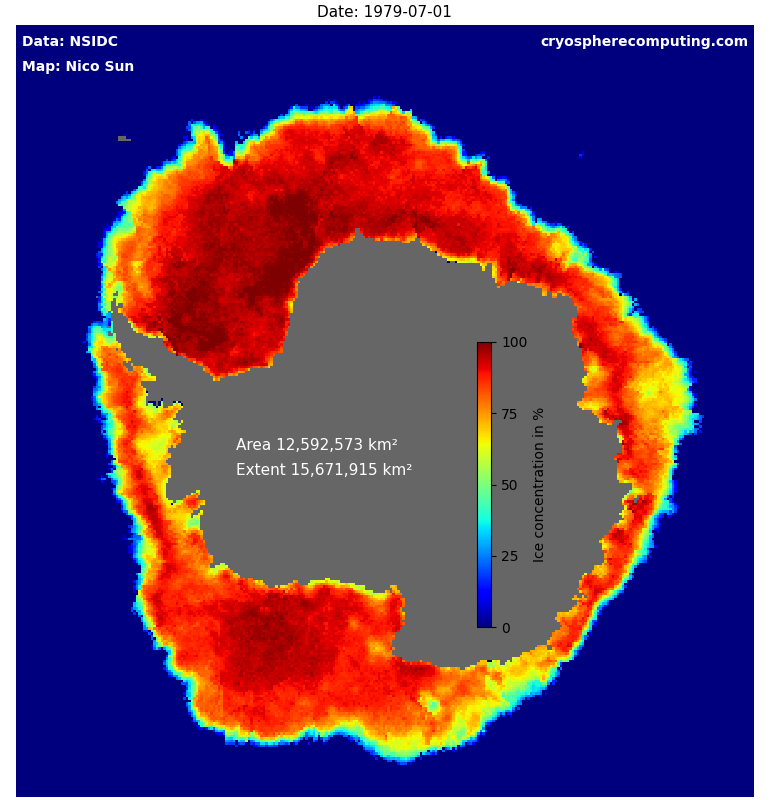 Date: 1979-07-01
Data: NSIDC
cryospherecomputing.com
Map: Nico Sun
100
75
50
25
0
Ice concentration in %
Area 12,592,573 km²
Extent 15,671,915 km²